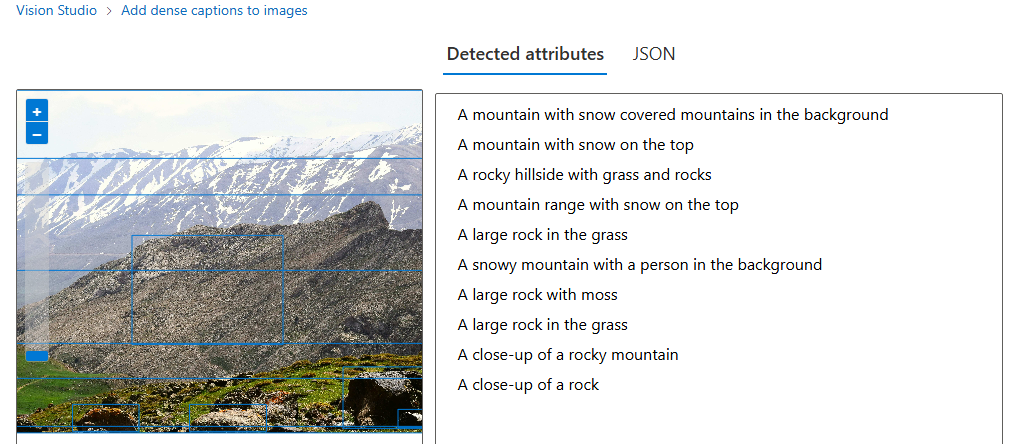 Vision Studio > Add dense captions to images
Detected attributes JSON
+
−
A mountain with snow covered mountains in the background
A mountain with snow on the top
A rocky hillside with grass and rocks
A mountain range with snow on the top
A large rock in the grass
A snowy mountain with a person in the background
A large rock with moss
A large rock in the grass
A close-up of a rocky mountain
A close-up of a rock